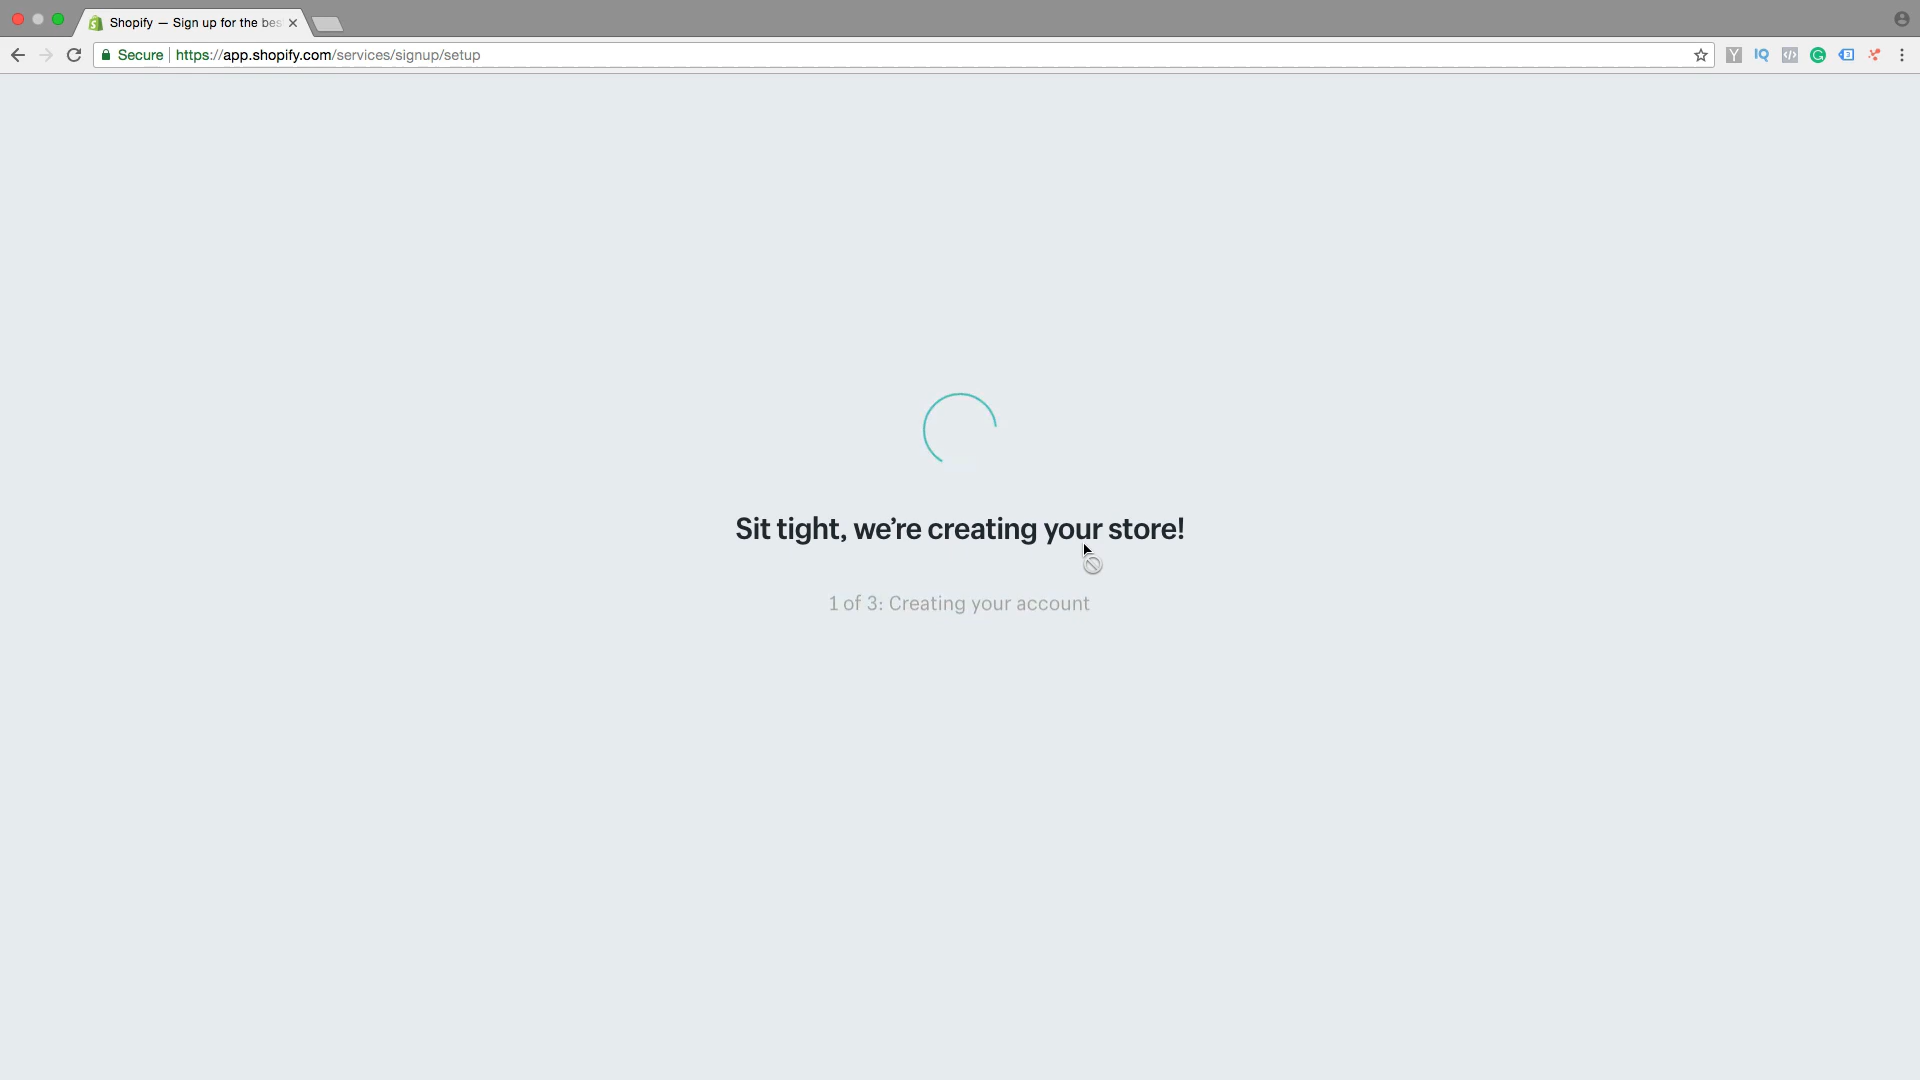 Shopify — Sign up for the bes
Secure https://app.shopify.com/services/signup/setup
Sit tight, we’re creating your store!
1 of 3: Creating your account